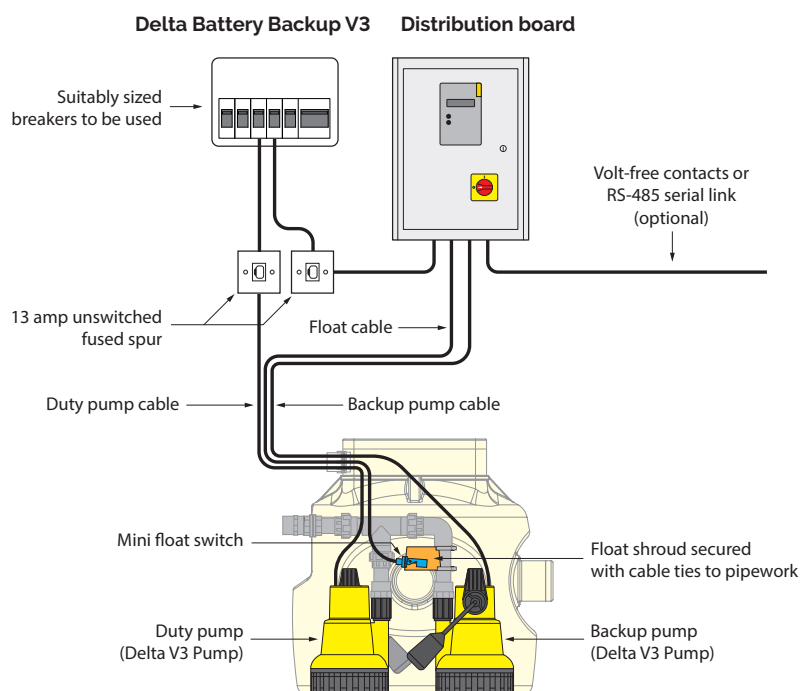 Delta Battery Backup V3
Distribution board
Suitably sized
breakers to be used
Volt-free contacts or
RS-485 serial link
(optional)
13 amp unswitched
fused spur
Float cable
Duty pump cable
Backup pump cable
Mini float switch
Float shroud secured
with cable ties to pipework
Duty pump
(Delta V3 Pump)
Backup pump
(Delta V3 Pump)